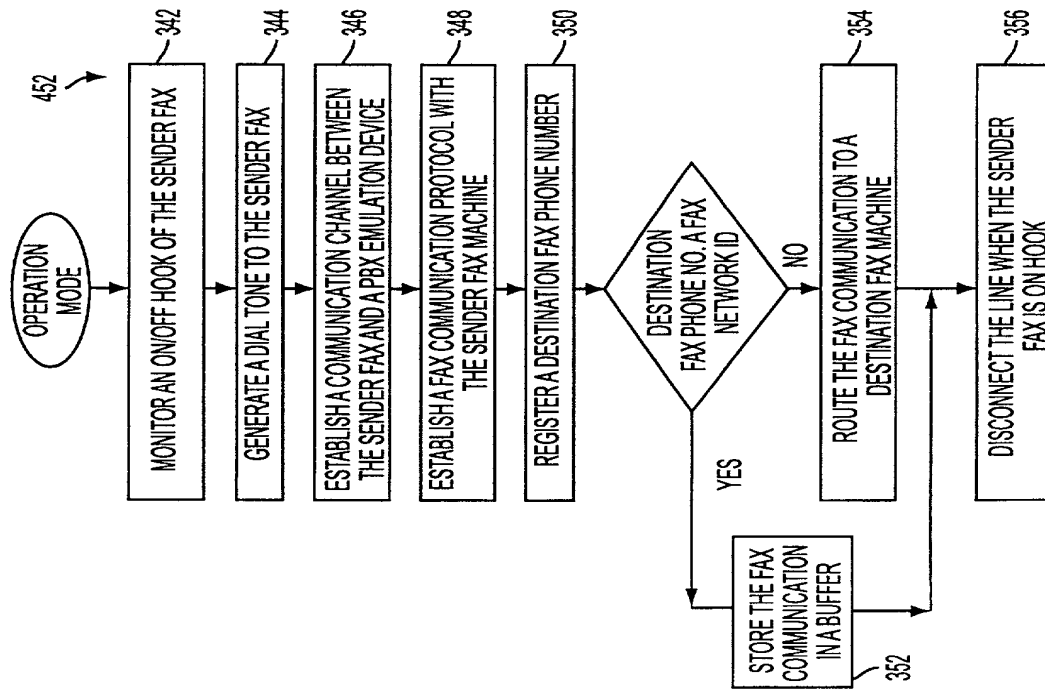 452
OPERATION
MODE
342
MONITOR AN ON/OFF HOOK OF THE SENDER FAX
344
GENERATE A DIAL TONE TO THE SENDER FAX
346
ESTABLISH A COMMUNICATION CHANNEL BETWEEN
THE SENDER FAX AND A PBX EMULATION DEVICE
348
ESTABLISH A FAX COMMUNICATION PROTOCOL WITH
THE SENDER FAX MACHINE
350
REGISTER A DESTINATION FAX PHONE NUMBER
DESTINATION
FAX PHONE NO. A FAX
NETWORK ID
YES
NO
STORE THE FAX
COMMUNICATION
IN A BUFFER
352
354
ROUTE THE FAX COMMUNICATION TO A
DESTINATION FAX MACHINE
356
DISCONNECT THE LINE WHEN THE SENDER
FAX IS ON HOOK